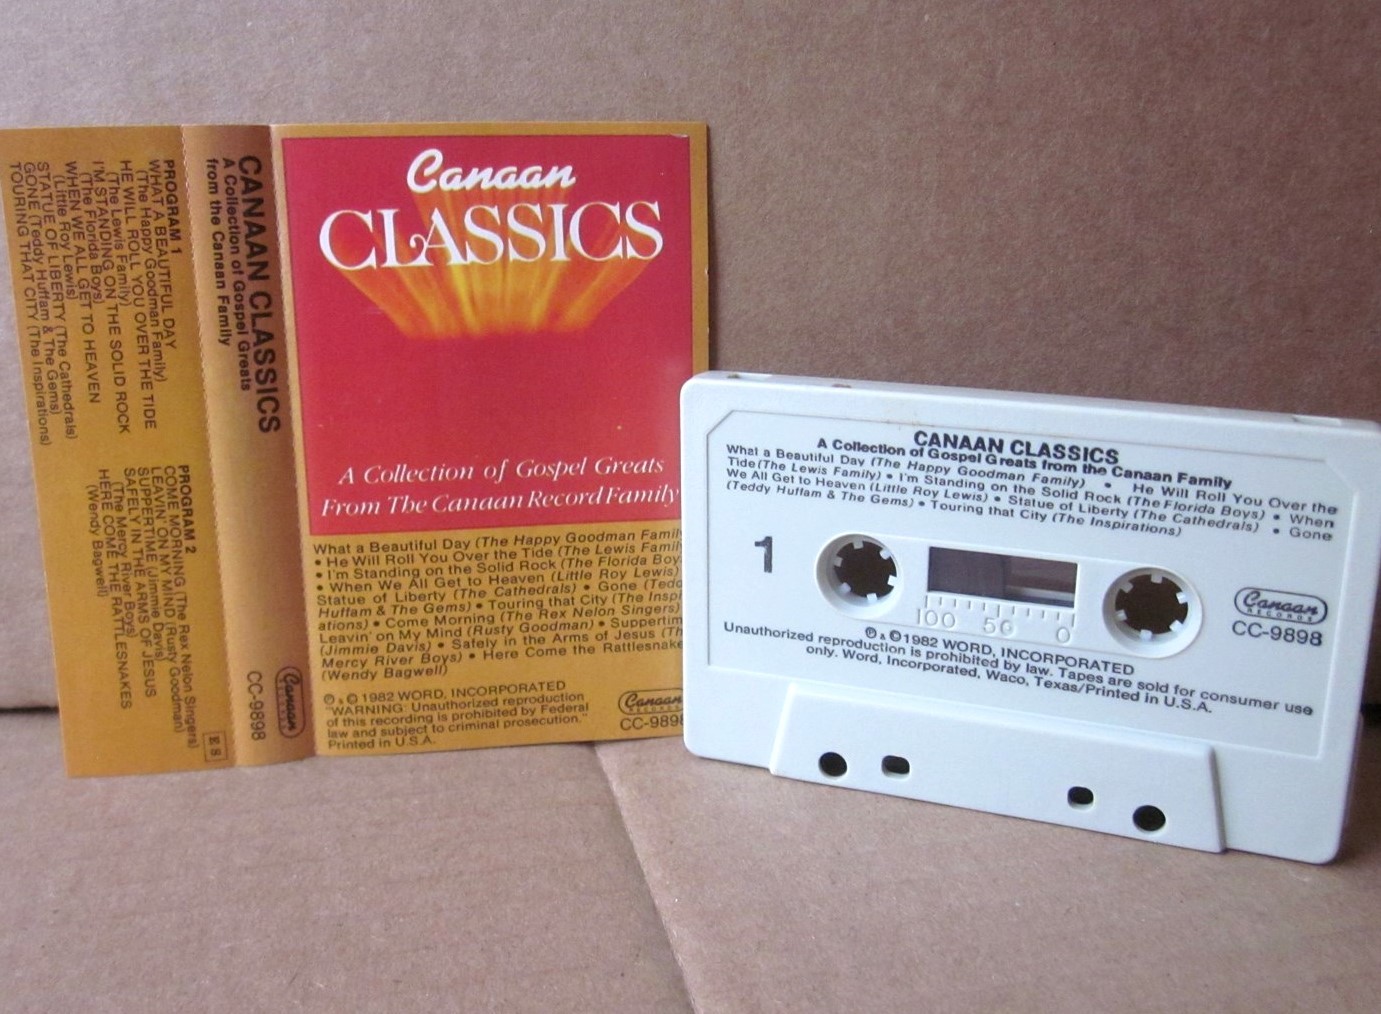 PROGRAM 1
WHAT A BEAUTIFUL DAY
(The Happy Goodman Family)
HE WILL ROLL YOU OVER THE TIDE
(The Lewis Family)
I'M STANDING ON THE SOLID ROCK
(The Florida Boys)
WHEN WE ALL GET TO HEAVEN
(Little Roy Lewis)
STATUE OF LIBERTY (The Cathedrals)
GONE (Teddy Huffam & The Gems)
TOURING THAT CITY (The Inspirations)
PROGRAM 2
COME MORNING (The Rex Nelon Singers)
LEAVIN' ON MY MIND (Rusty Goodman)
SUPPERTIME (Jimmie Davis)
SAFELY IN THE ARMS OF JESUS
(The Mercy River Boys)
HERE COME THE RATTLESNAKES
(Wendy Bagwell)
CANAAN CLASSICS
A Collection of Gospel Greats
from the Canaan Family
Canaan
RECORDS
CC-9898
Canaan
CLASSICS
A Collection of Gospel Greats
From The Canaan Record Family
What a Beautiful Day (The Happy Goodman Famil
• He Will Roll You Over the Tide (The Lewis Famil
• I'm Standing on the Solid Rock (The Florida Boy
• When We All Get to Heaven (Little Roy Lewis)
Statue of Liberty (The Cathedrals) • Gone (Tedd
Huffam & The Gems) • Touring that City (The Inspi
ations) • Come Morning (The Rex Nelon Singers)
Leavin' on My Mind (Rusty Goodman) • Suppertim
(Jimmie Davis) • Safely in the Arms of Jesus (Th
Mercy River Boys) • Here Come the Rattlesnake
(Wendy Bagwell)
℗ & © 1982 WORD, INCORPORATED
"WARNING: Unauthorized reproduction
of this recording is prohibited by Federal
law and subject to criminal prosecution."
Printed in U.S.A.
Canaan
CC-9898
CANAAN CLASSICS
A Collection of Gospel Greats from the Canaan Family
What a Beautiful Day (The Happy Goodman Family) • He Will Roll You Over the
Tide (The Lewis Family) • I'm Standing on the Solid Rock (The Florida Boys) • When
We All Get to Heaven (Little Roy Lewis) • Statue of Liberty (The Cathedrals) • Gone
(Teddy Huffam & The Gems) • Touring that City (The Inspirations)
1
100 50 0
Canaan
RECORDS
CC-9898
℗ & © 1982 WORD, INCORPORATED
Unauthorized reproduction is prohibited by law. Tapes are sold for consumer use
only. Word, Incorporated, Waco, Texas/Printed in U.S.A.